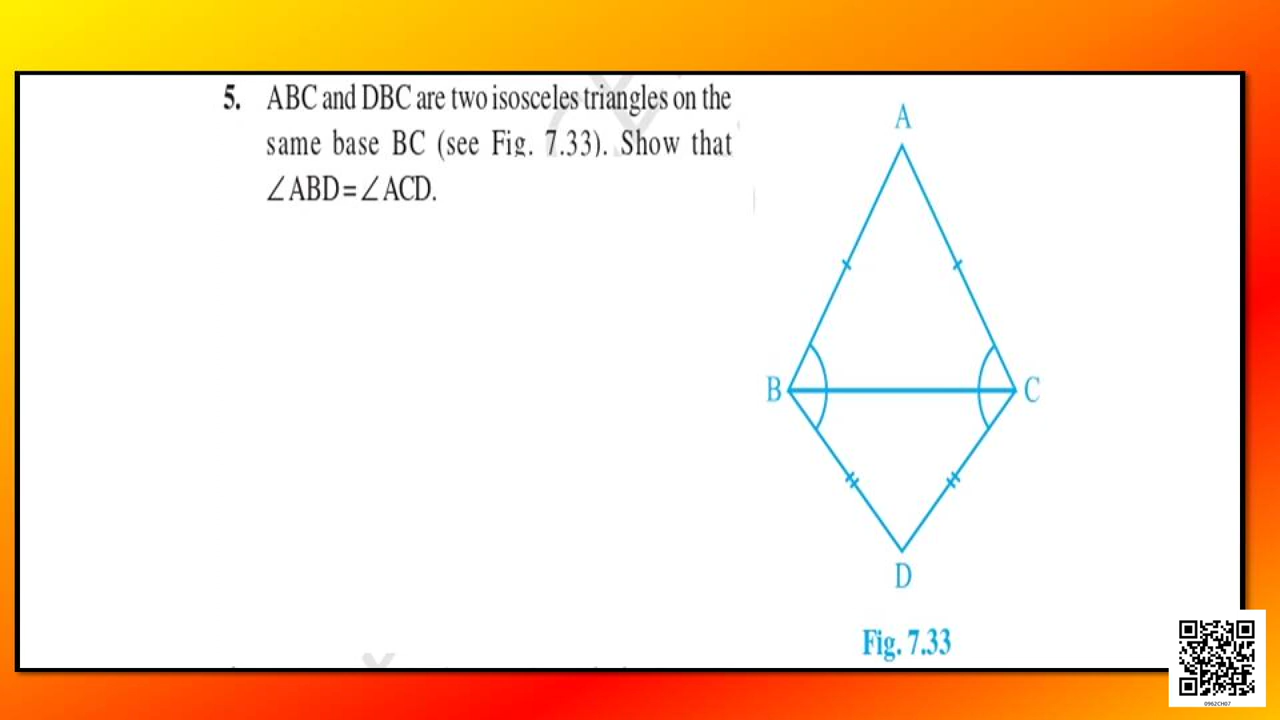 5. ABC and DBC are two isosceles triangles on the
same base BC (see Fig. 7.33). Show that
∠ABD=∠ACD.
A
B
C
D
Fig. 7.33
0962CH07